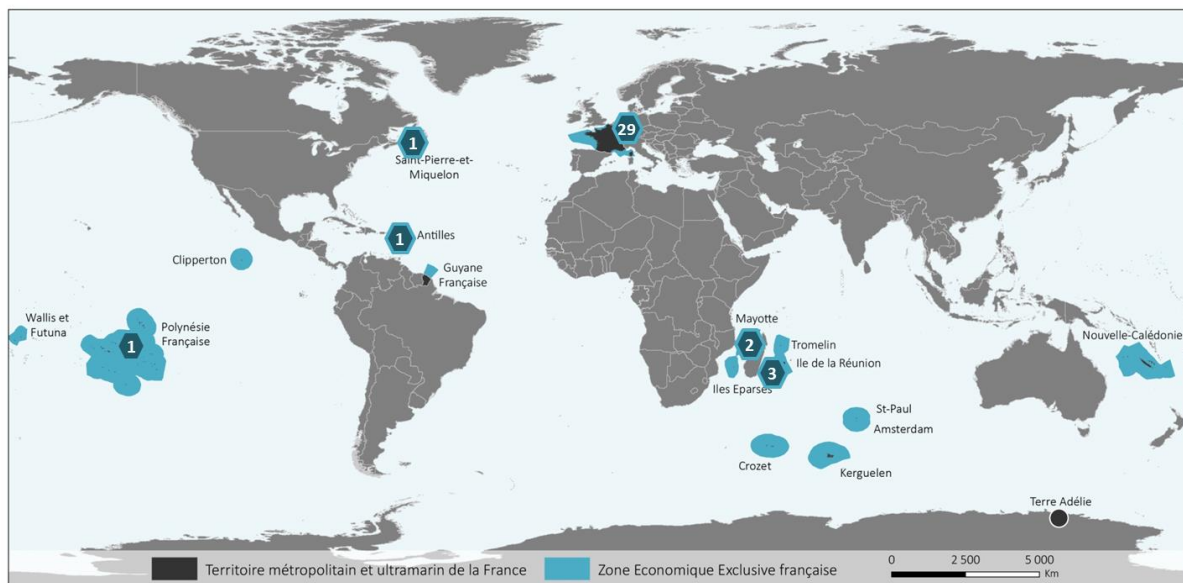 29
1
Saint-Pierre-et-
Miquelon
1
Antilles
Clipperton
Guyane
Française
Wallis et
Futuna
Polynésie
Française
1
Mayotte
2
Tromelin
3
Ile de la Réunion
Iles Eparses
Nouvelle-Calédonie
St-Paul
Amsterdam
Crozet
Kerguelen
Terre Adélie
Territoire métropolitain et ultramarin de la France
Zone Economique Exclusive française
0 2 500 5 000
Km